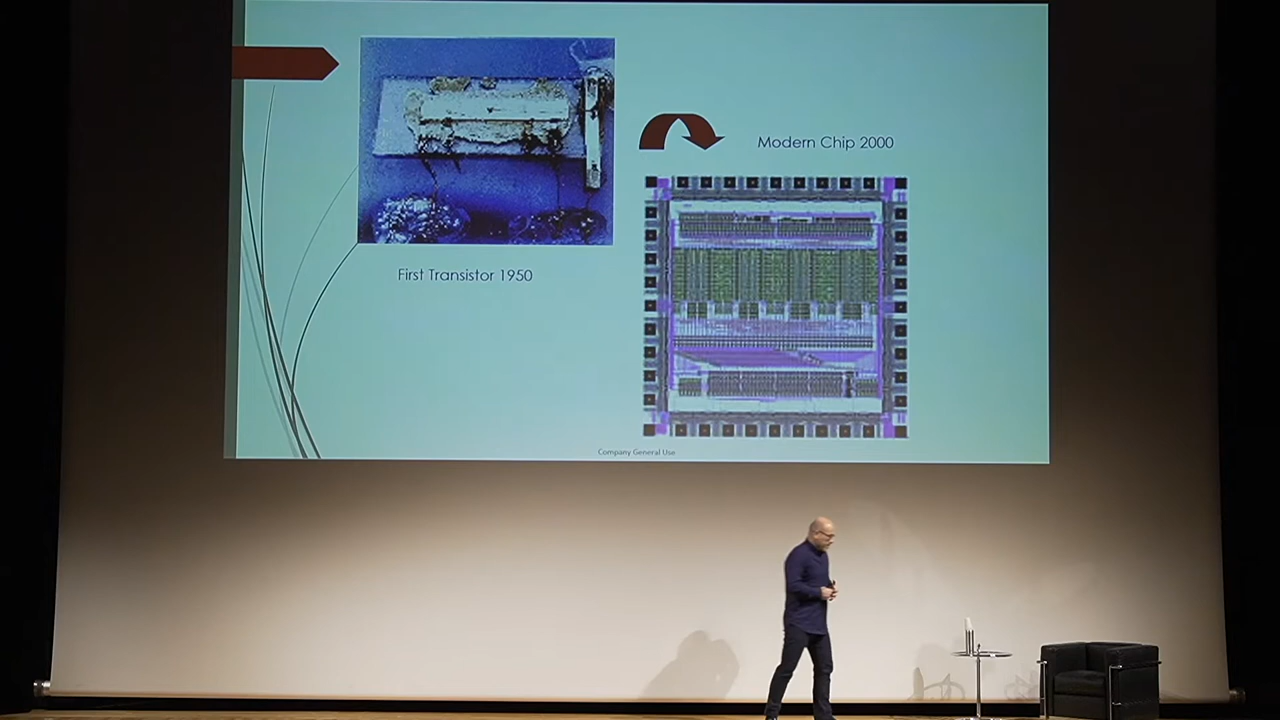 Modern Chip 2000
First Transistor 1950
Company General Use